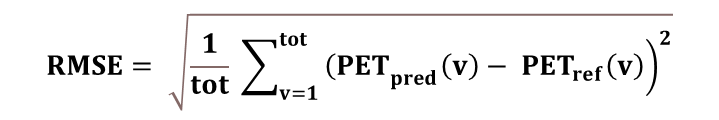 RMSE = √(1/tot ∑_{v=1}^{tot} (PET_pred(v) − PET_ref(v))²)